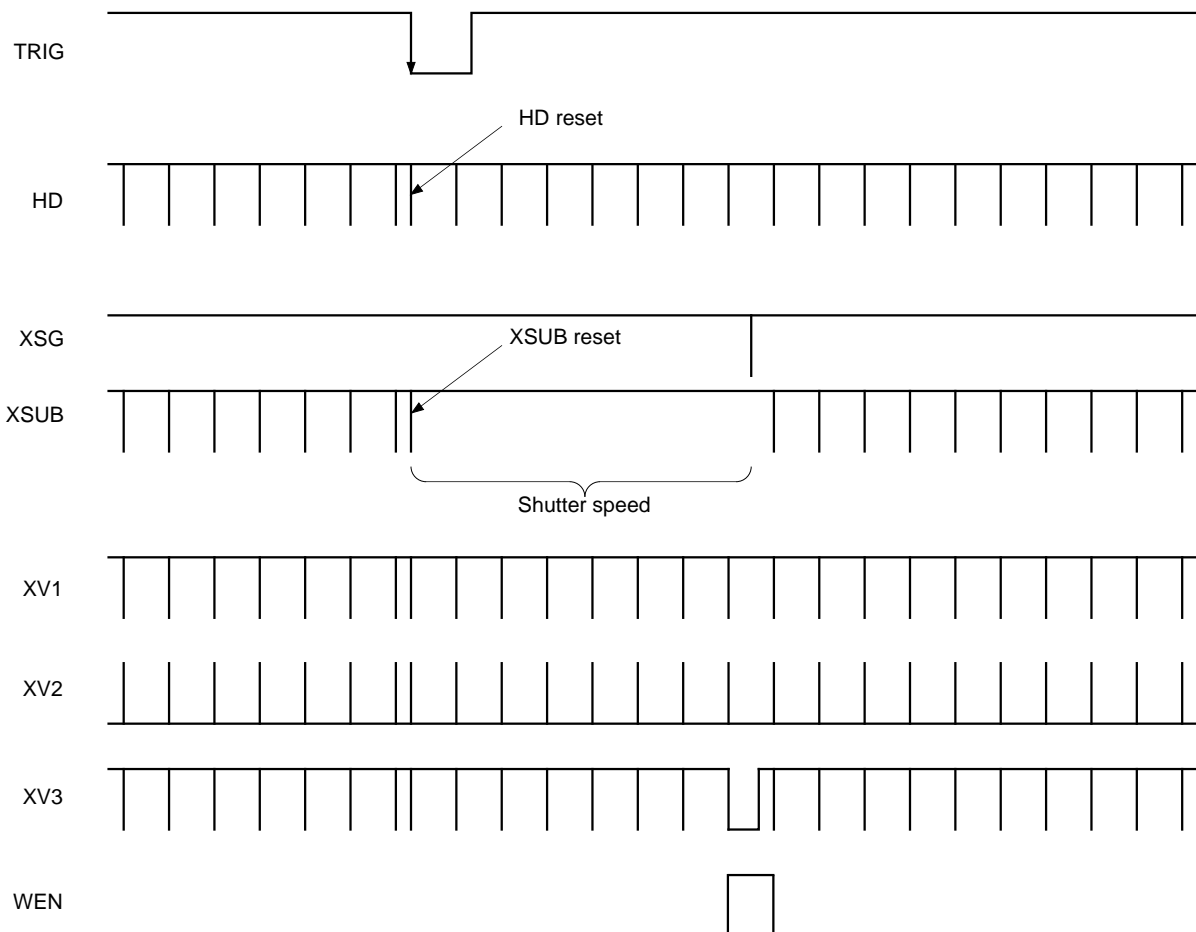 TRIG
HD reset
HD
XSG
XSUB reset
XSUB
Shutter speed
XV1
XV2
XV3
WEN